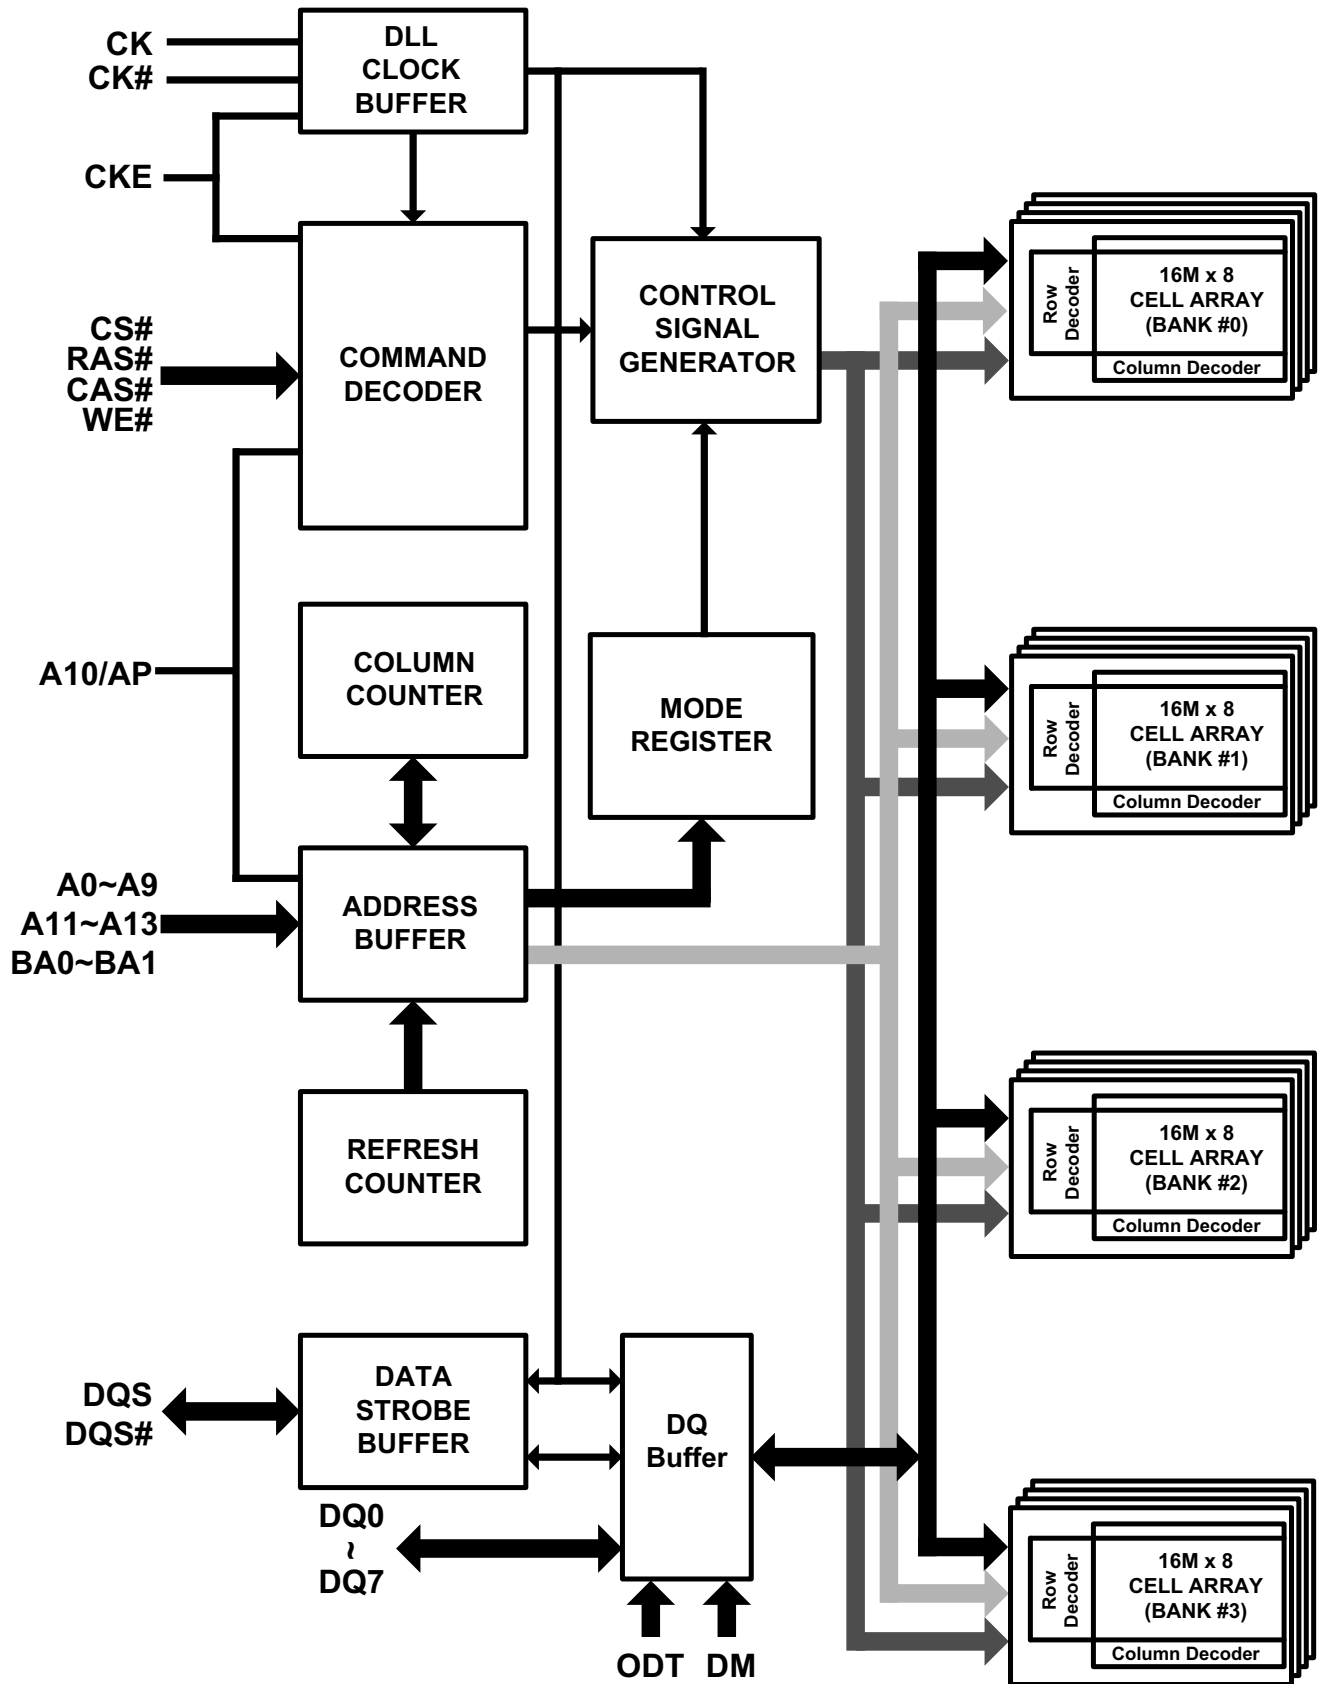 CK
CK#
DLL
CLOCK
BUFFER
CKE
CS#
RAS#
CAS#
WE#
COMMAND
DECODER
CONTROL
SIGNAL
GENERATOR
Row
Decoder
16M x 8
CELL ARRAY
(BANK #0)
Column Decoder
A10/AP
COLUMN
COUNTER
MODE
REGISTER
Row
Decoder
16M x 8
CELL ARRAY
(BANK #1)
Column Decoder
A0~A9
A11~A13
BA0~BA1
ADDRESS
BUFFER
REFRESH
COUNTER
Row
Decoder
16M x 8
CELL ARRAY
(BANK #2)
Column Decoder
DQS
DQS#
DATA
STROBE
BUFFER
DQ
Buffer
DQ0
~
DQ7
ODT
DM
Row
Decoder
16M x 8
CELL ARRAY
(BANK #3)
Column Decoder